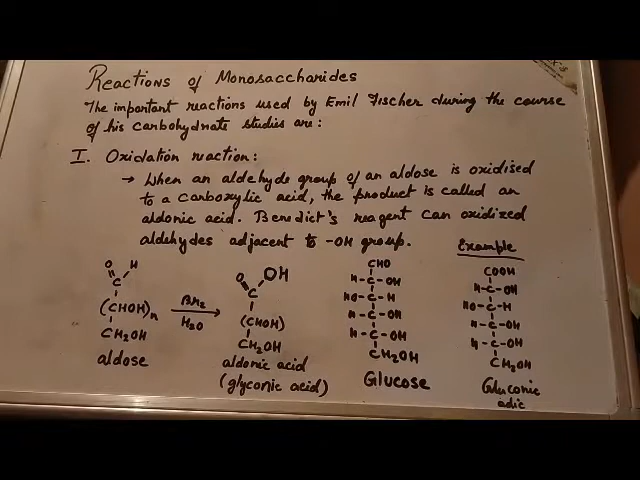 Reactions of Monosaccharides
The important reactions used by Emil Fischer during the course
of his carbohydrate studies are:
I. Oxidation reaction:
→ When an aldehyde group of an aldose is oxidised
to a carboxylic acid, the product is called an
aldonic acid. Benedict's reagent can oxidized
aldehydes adjacent to -OH group.
Example
O H
C
(CHOH)n
CH2OH
aldose
Br2
H2O
O OH
C
(CHOH)
CH2OH
aldonic acid
(glyconic acid)
CHO
H-C-OH
HO-C-H
H-C-OH
H-C-OH
CH2OH
Glucose
COOH
H-C-OH
HO-C-H
H-C-OH
H-C-OH
CH2OH
Gluconic
adic